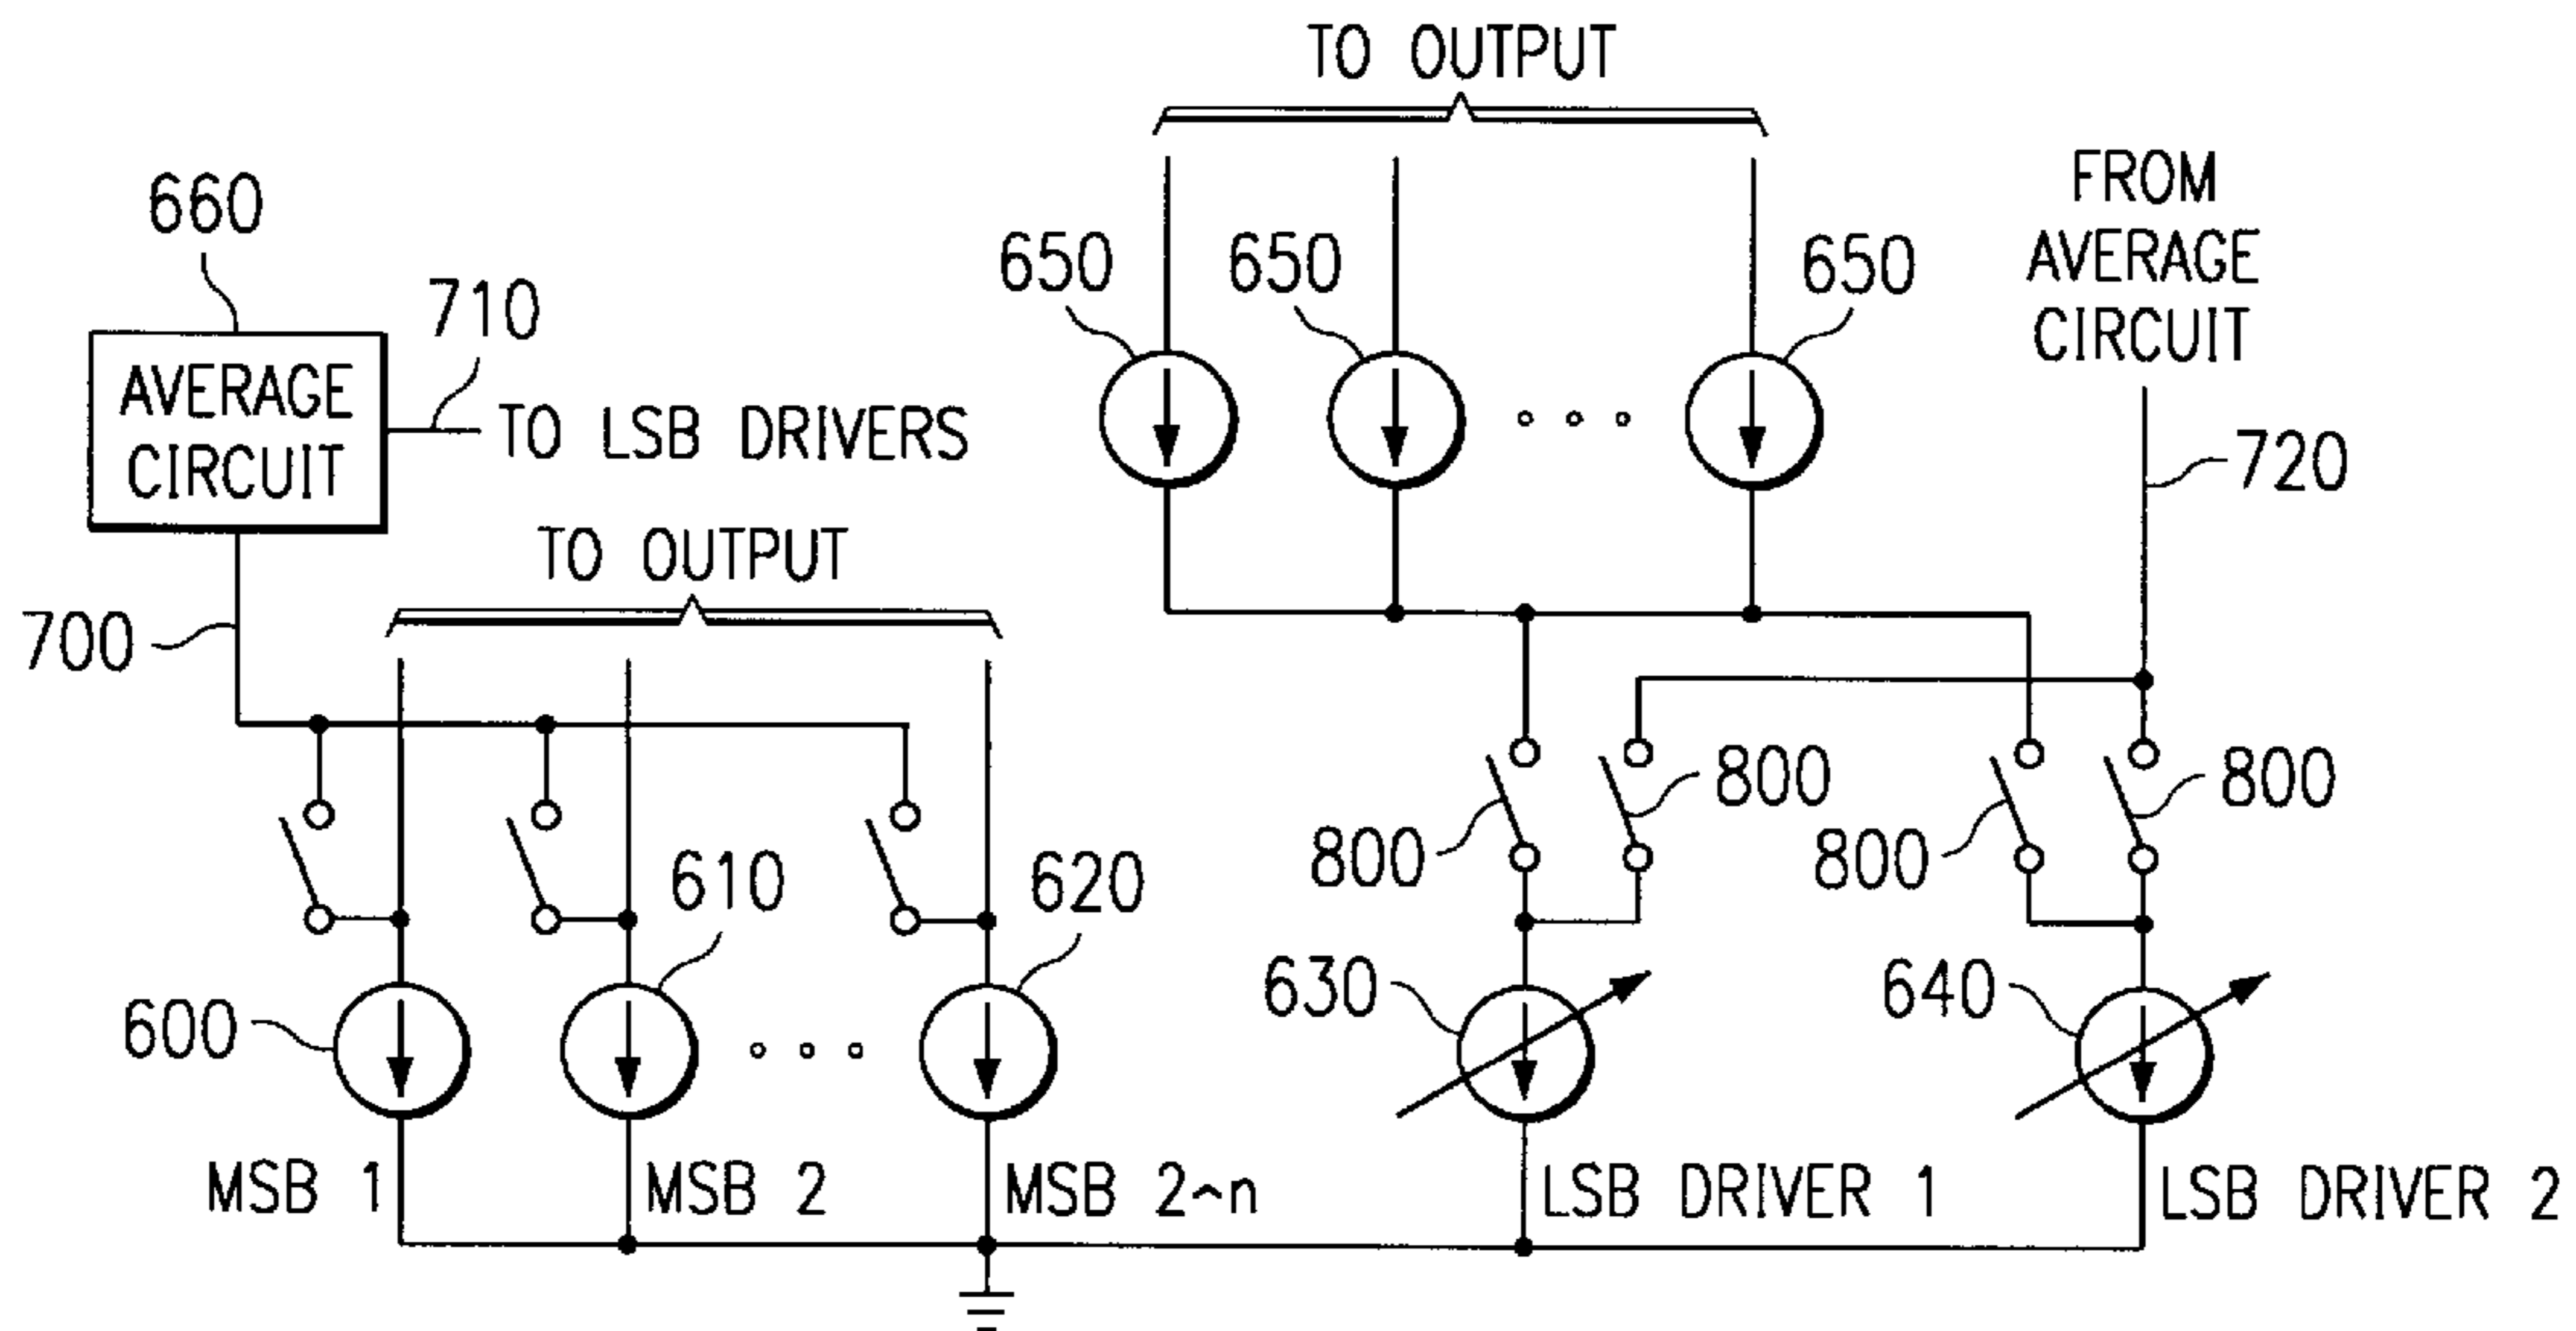 TO OUTPUT
FROM
AVERAGE
CIRCUIT
660
710
650
650
650
AVERAGE
CIRCUIT
TO LSB DRIVERS
720
TO OUTPUT
700
800
800
800
800
610
620
600
630
640
MSB 1
MSB 2
MSB 2^n
LSB DRIVER 1
LSB DRIVER 2